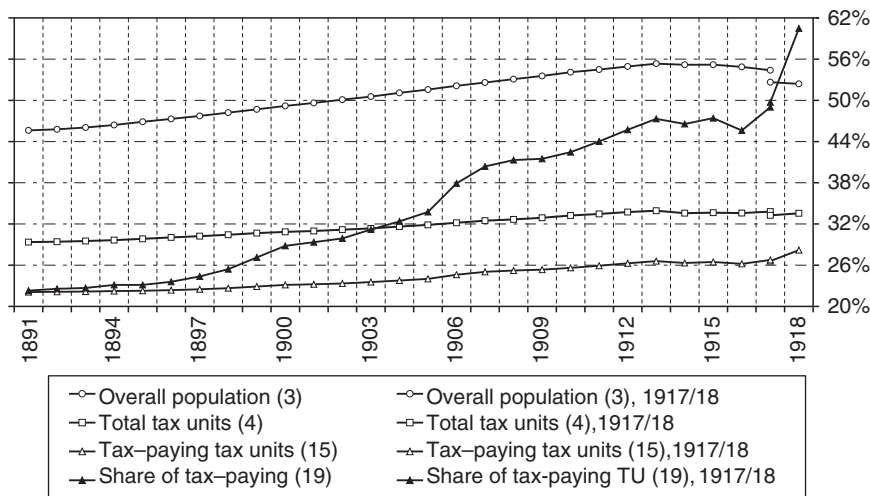 62%
56%
50%
44%
38%
32%
26%
20%
1891
1894
1897
1900
1903
1906
1909
1912
1915
1918
Overall population (3)
Overall population (3), 1917/18
Total tax units (4)
Total tax units (4),1917/18
Tax–paying tax units (15)
Tax–paying tax units (15),1917/18
Share of tax–paying (19)
Share of tax-paying TU (19), 1917/18